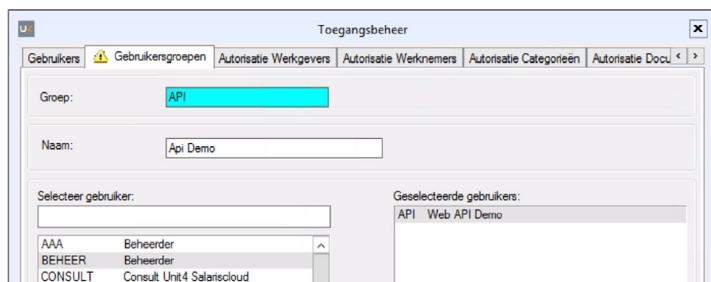 Toegangsbeheer
Gebruikers Gebruikersgroepen Autorisatie Werkgevers Autorisatie Werknemers Autorisatie Categorieën Autorisatie Docu
Groep: API
Naam: Api Demo
Selecteer gebruiker: Geselecteerde gebruikers:
API Web API Demo
AAA Beheerder
BEHEER Beheerder
CONSULT Consult Unit4 Salariscloud